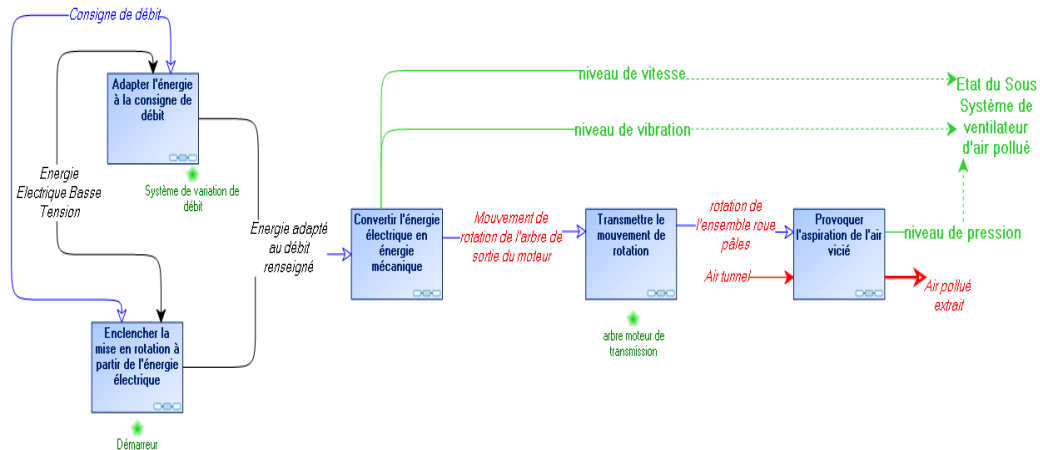 Consigne de débit
Adapter l'énergie
à la consigne de
débit
Système de variation de
débit
Energie
Electrique Basse
Tension
Energie adapté
au débit
renseigné
Enclencher la
mise en rotation à
partir de l'énergie
électrique
Démarreur
niveau de vitesse
niveau de vibration
Etat du Sous
Système de
ventilateur
d'air pollué
Convertir l'énergie
électrique en
énergie
mécanique
Mouvement de
rotation de l'arbre de
sortie du moteur
Transmettre le
mouvement de
rotation
arbre moteur de
transmission
rotation de
l'ensemble roue
pâles
Air tunnel
Provoquer
l'aspiration de l'air
vicié
niveau de pression
Air pollué
extrait